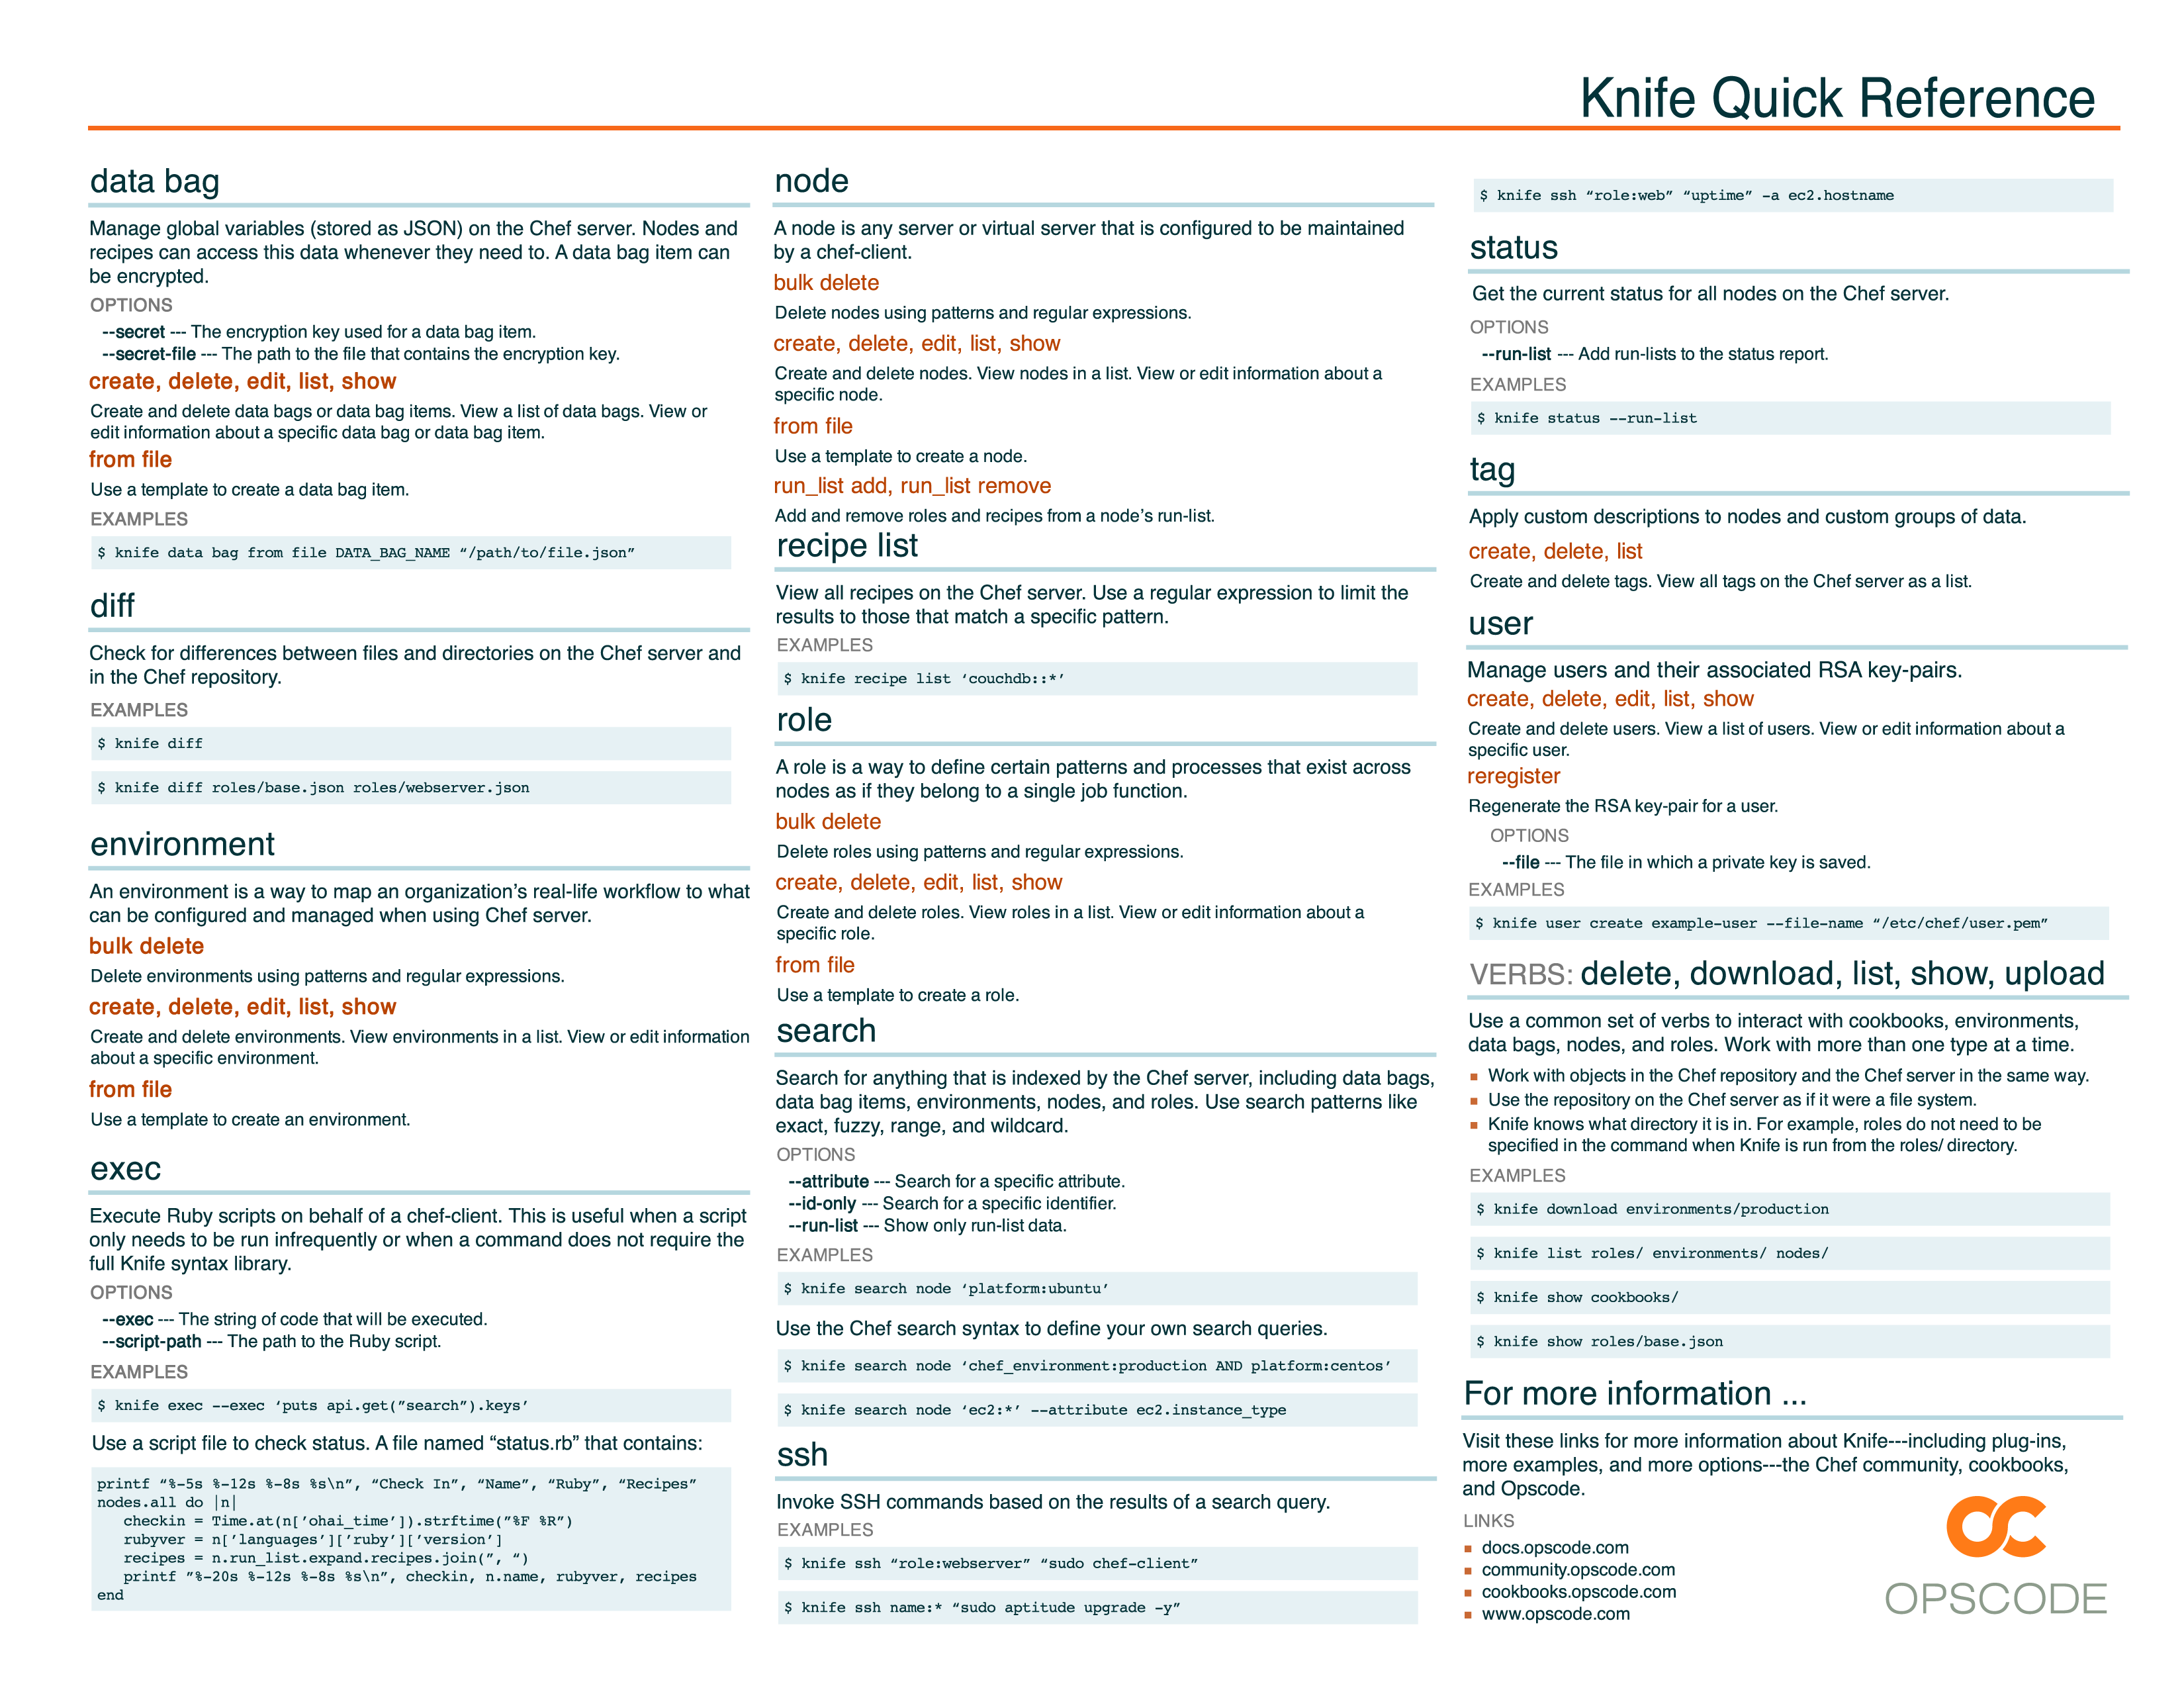 Knife Quick Reference
data bag
Manage global variables (stored as JSON) on the Chef server. Nodes and
recipes can access this data whenever they need to. A data bag item can
be encrypted.
OPTIONS
--secret --- The encryption key used for a data bag item.
--secret-file --- The path to the file that contains the encryption key.
create, delete, edit, list, show
Create and delete data bags or data bag items. View a list of data bags. View or
edit information about a specific data bag or data bag item.
from file
Use a template to create a data bag item.
EXAMPLES
$ knife data bag from file DATA_BAG_NAME “/path/to/file.json”
diff
Check for differences between files and directories on the Chef server and
in the Chef repository.
EXAMPLES
$ knife diff
$ knife diff roles/base.json roles/webserver.json
environment
An environment is a way to map an organization’s real-life workflow to what
can be configured and managed when using Chef server.
bulk delete
Delete environments using patterns and regular expressions.
create, delete, edit, list, show
Create and delete environments. View environments in a list. View or edit information
about a specific environment.
from file
Use a template to create an environment.
exec
Execute Ruby scripts on behalf of a chef-client. This is useful when a script
only needs to be run infrequently or when a command does not require the
full Knife syntax library.
OPTIONS
--exec --- The string of code that will be executed.
--script-path --- The path to the Ruby script.
EXAMPLES
$ knife exec --exec ‘puts api.get(”search”).keys’
Use a script file to check status. A file named “status.rb” that contains:
printf “%-5s %-12s %-8s %s\n”, “Check In”, “Name”, “Ruby”, “Recipes”
nodes.all do |n|
checkin = Time.at(n[’ohai_time’]).strftime(”%F %R”)
rubyver = n[’languages’][’ruby’][’version’]
recipes = n.run_list.expand.recipes.join(”, “)
printf ”%-20s %-12s %-8s %s\n”, checkin, n.name, rubyver, recipes
end
node
A node is any server or virtual server that is configured to be maintained
by a chef-client.
bulk delete
Delete nodes using patterns and regular expressions.
create, delete, edit, list, show
Create and delete nodes. View nodes in a list. View or edit information about a
specific node.
from file
Use a template to create a node.
run_list add, run_list remove
Add and remove roles and recipes from a node’s run-list.
recipe list
View all recipes on the Chef server. Use a regular expression to limit the
results to those that match a specific pattern.
EXAMPLES
$ knife recipe list ‘couchdb::*’
role
A role is a way to define certain patterns and processes that exist across
nodes as if they belong to a single job function.
bulk delete
Delete roles using patterns and regular expressions.
create, delete, edit, list, show
Create and delete roles. View roles in a list. View or edit information about a
specific role.
from file
Use a template to create a role.
search
Search for anything that is indexed by the Chef server, including data bags,
data bag items, environments, nodes, and roles. Use search patterns like
exact, fuzzy, range, and wildcard.
OPTIONS
--attribute --- Search for a specific attribute.
--id-only --- Search for a specific identifier.
--run-list --- Show only run-list data.
EXAMPLES
$ knife search node ‘platform:ubuntu’
Use the Chef search syntax to define your own search queries.
$ knife search node ‘chef_environment:production AND platform:centos’
$ knife search node ‘ec2:*’ --attribute ec2.instance_type
ssh
Invoke SSH commands based on the results of a search query.
EXAMPLES
$ knife ssh “role:webserver” “sudo chef-client”
$ knife ssh name:* “sudo aptitude upgrade -y”
$ knife ssh “role:web” “uptime” -a ec2.hostname
status
Get the current status for all nodes on the Chef server.
OPTIONS
--run-list --- Add run-lists to the status report.
EXAMPLES
$ knife status --run-list
tag
Apply custom descriptions to nodes and custom groups of data.
create, delete, list
Create and delete tags. View all tags on the Chef server as a list.
user
Manage users and their associated RSA key-pairs.
create, delete, edit, list, show
Create and delete users. View a list of users. View or edit information about a
specific user.
reregister
Regenerate the RSA key-pair for a user.
OPTIONS
--file --- The file in which a private key is saved.
EXAMPLES
$ knife user create example-user --file-name “/etc/chef/user.pem”
VERBS: delete, download, list, show, upload
Use a common set of verbs to interact with cookbooks, environments,
data bags, nodes, and roles. Work with more than one type at a time.
▪ Work with objects in the Chef repository and the Chef server in the same way.
▪ Use the repository on the Chef server as if it were a file system.
▪ Knife knows what directory it is in. For example, roles do not need to be
specified in the command when Knife is run from the roles/ directory.
EXAMPLES
$ knife download environments/production
$ knife list roles/ environments/ nodes/
$ knife show cookbooks/
$ knife show roles/base.json
For more information ...
Visit these links for more information about Knife---including plug-ins,
more examples, and more options---the Chef community, cookbooks,
and Opscode.
LINKS
▪ docs.opscode.com
▪ community.opscode.com
▪ cookbooks.opscode.com
▪ www.opscode.com
OPSCODE